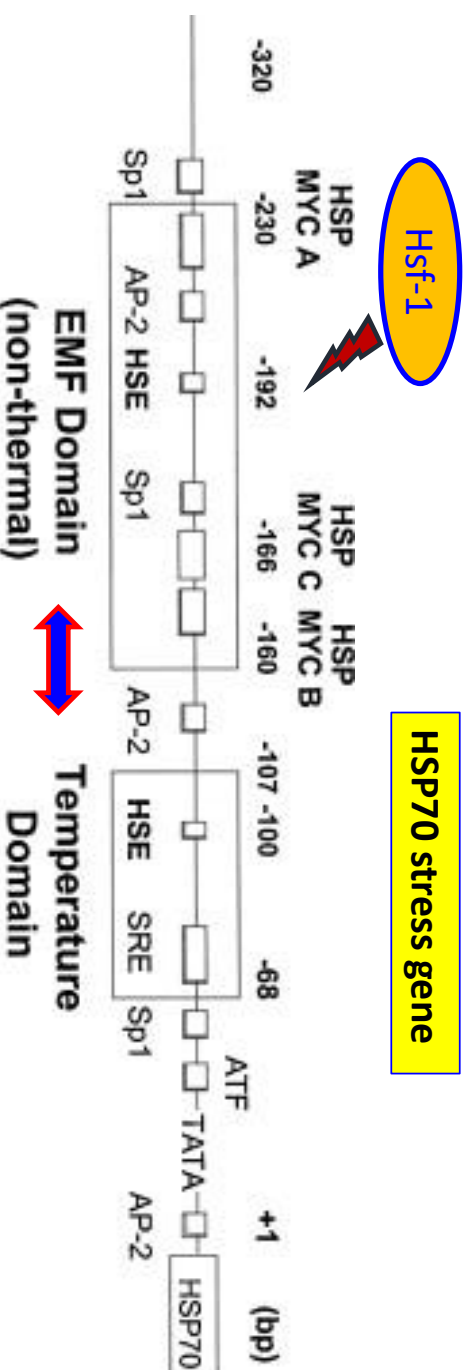 Hsf-1
HSP70 stress gene
HSP
MYC A
HSP
MYC C
HSP
MYC B
-320
-230
-192
-166
-160
-107
-100
-68
+1
(bp)
ATF
Sp1
AP-2
HSE
Sp1
AP-2
HSE
SRE
Sp1
TATA
AP-2
HSP70
EMF Domain
(non-thermal)
Temperature
Domain